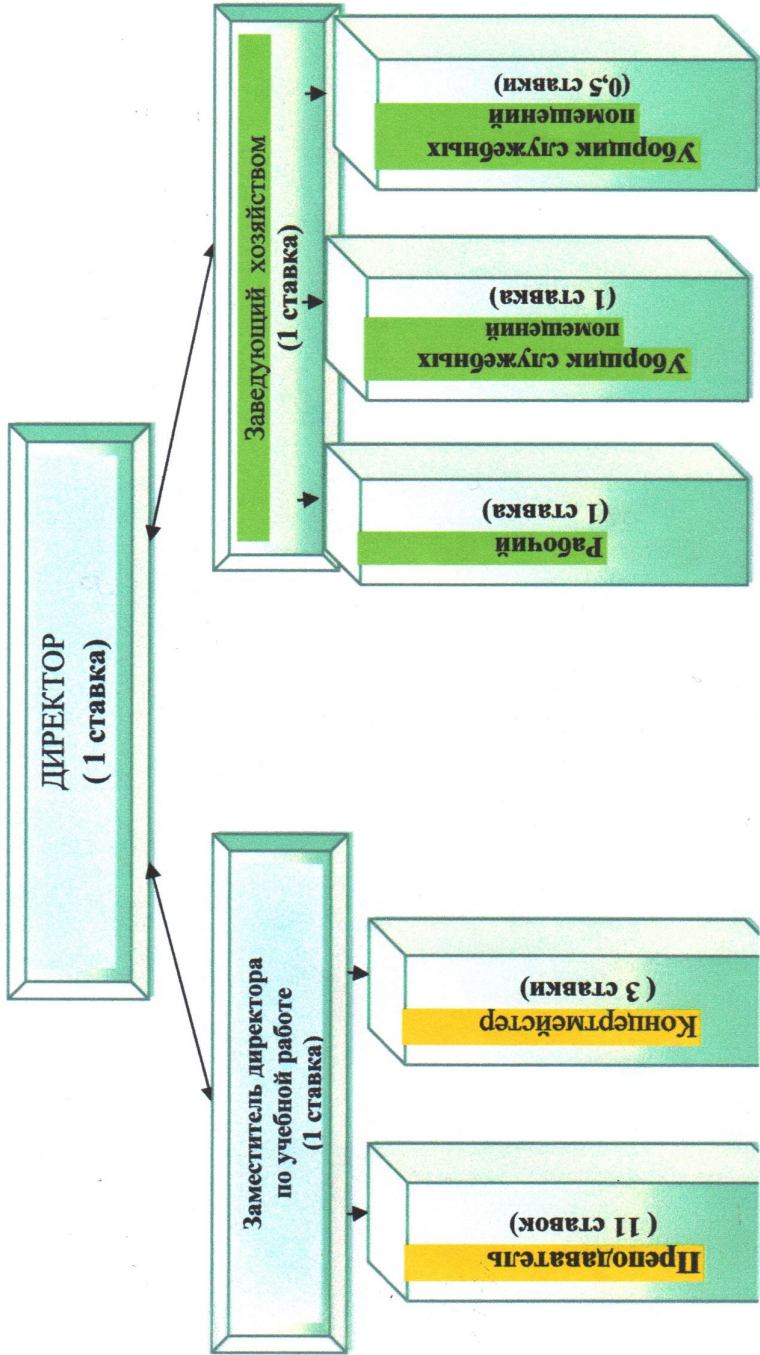 ДИРЕКТОР
( 1 ставка)
Заместитель директора
по учебной работе
(1 ставка)
Заведующий хозяйством
(1 ставка)
Преподаватель
( 11 ставок)
Концертмейстер
( 3 ставки)
Рабочий
(1 ставка)
Уборщик служебных
помещений
(1 ставка)
Уборщик служебных
помещений
(0,5 ставки)